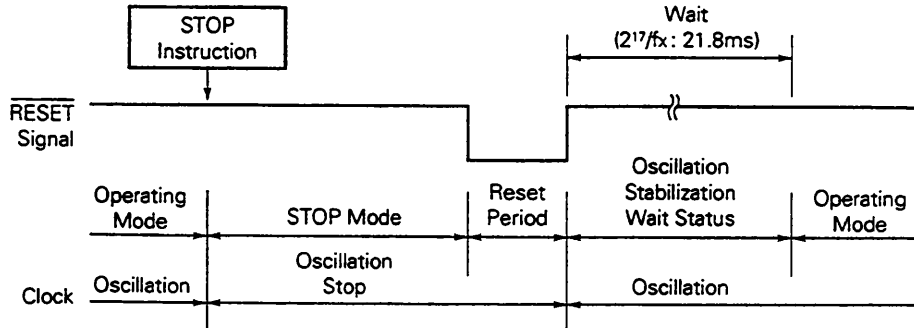 STOP
Instruction
Wait
(2¹⁷/fx: 21.8ms)
RESET
Signal
Operating
Mode
STOP Mode
Reset
Period
Oscillation
Stabilization
Wait Status
Operating
Mode
Clock
Oscillation
Oscillation
Stop
Oscillation